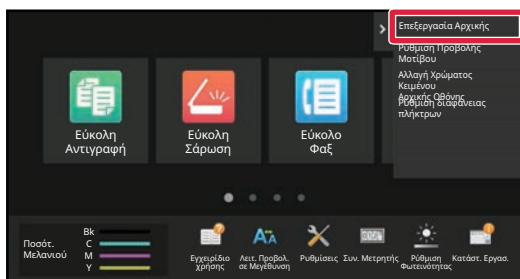 Επεξεργασία Αρχικής
Ρύθμιση Προβολής
Μοτίβου
Αλλαγή Χρώματος
Κειμένου
Αρχικής Οθόνης
Ρύθμιση διαφάνειας
πλήκτρων
Εύκολη
Αντιγραφή
Εύκολη
Σάρωση
Εύκολο
Φαξ
Ποσότ.
Μελανιού
Bk
C
M
Y
Εγχειρίδιο
χρήσης
Λειτ. Προβολ.
σε Μεγέθυνση
Ρυθμίσεις
Συν. Μετρητής
Ρύθμιση
Φωτεινότητας
Κατάστ. Εργασ.